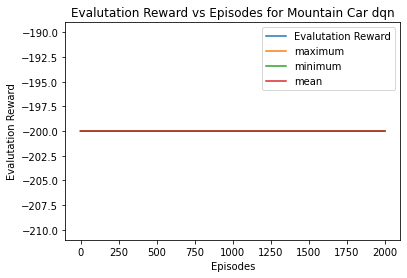 Evalutation Reward vs Episodes for Mountain Car dqn
Evalutation Reward
maximum
minimum
mean
Evalutation Reward
−190.0
−192.5
−195.0
−197.5
−200.0
−202.5
−205.0
−207.5
−210.0
0 250 500 750 1000 1250 1500 1750 2000
Episodes